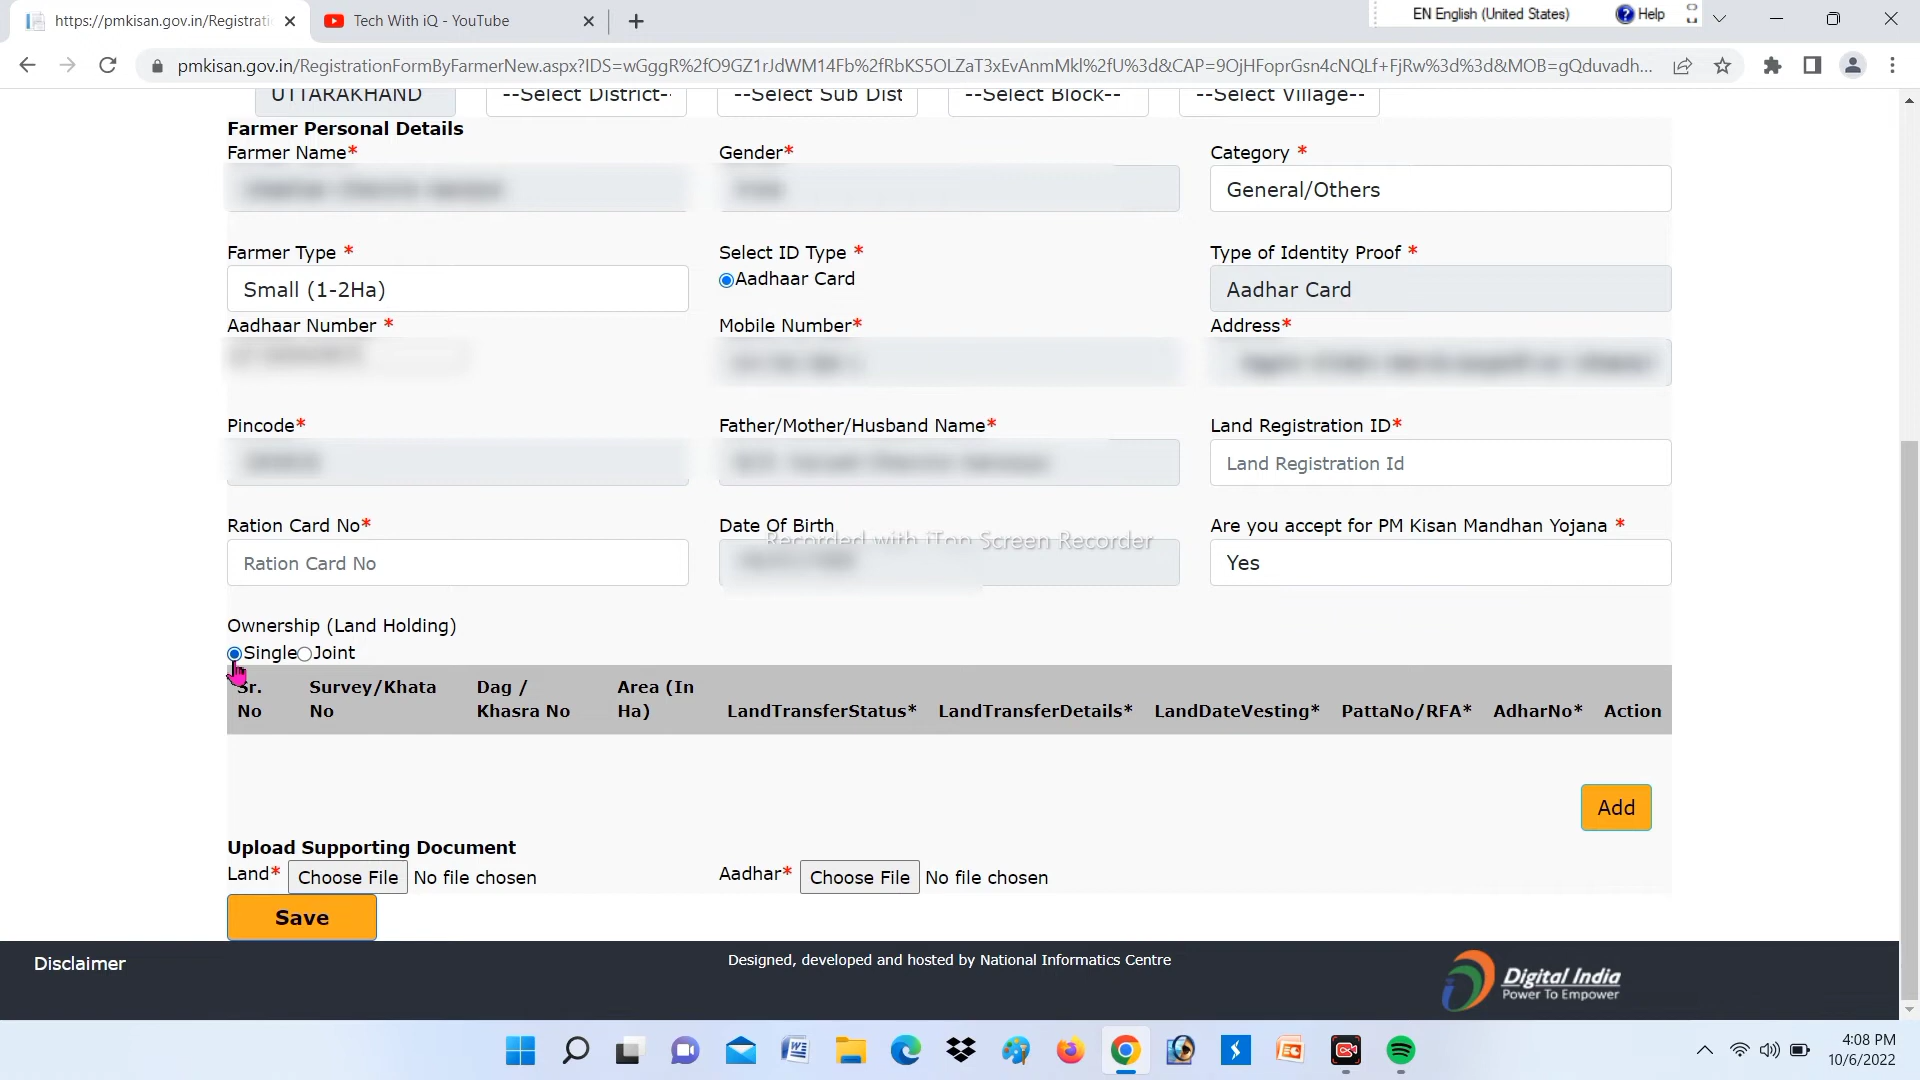 https://pmkisan.gov.in/Registrati
Tech With iQ - YouTube
EN English (United States)
Help
pmkisan.gov.in/RegistrationFormByFarmerNew.aspx?IDS=wGggR%2fO9GZ1rJdWM14Fb%2fRbKS5OLZaT3xEvAnmMkl%2fU%3d&CAP=9OjHFoprGsn4cNQLf+FjRw%3d%3d&MOB=gQduvadh...
UTTARAKHAND --Select District- --Select Sub Dist --Select Block-- --Select Village--
Farmer Personal Details
Farmer Name* Gender* Category *
General/Others
Farmer Type * Select ID Type * Type of Identity Proof *
Small (1-2Ha) Aadhaar Card Aadhar Card
Aadhaar Number * Mobile Number* Address*
Pincode* Father/Mother/Husband Name* Land Registration ID*
Land Registration Id
Ration Card No* Date Of Birth Are you accept for PM Kisan Mandhan Yojana *
Recorded with iTop Screen Recorder
Ration Card No Yes
Ownership (Land Holding)
Single Joint
Sr. No Survey/Khata No Dag / Khasra No Area (In Ha) LandTransferStatus* LandTransferDetails* LandDateVesting* PattaNo/RFA* AdharNo* Action
Add
Upload Supporting Document
Land* Choose File No file chosen Aadhar* Choose File No file chosen
Save
Disclaimer
Designed, developed and hosted by National Informatics Centre
Digital India
Power To Empower
4:08 PM
10/6/2022